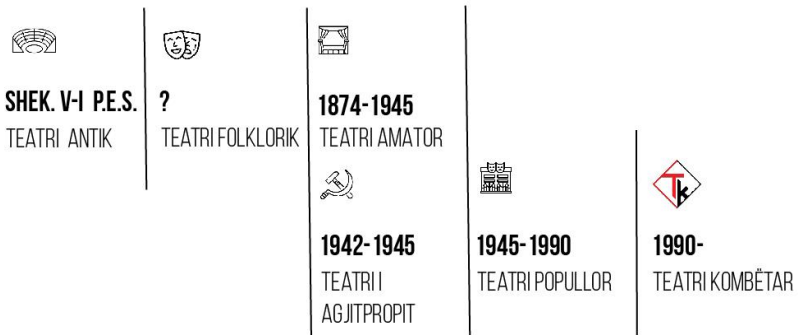 SHEK. V-I P.E.S.
TEATRI ANTIK
?
TEATRI FOLKLORIK
1874-1945
TEATRI AMATOR
1942-1945
TEATRI I
AGJITPROPIT
1945-1990
TEATRI POPULLOR
Tk
1990-
TEATRI KOMBËTAR